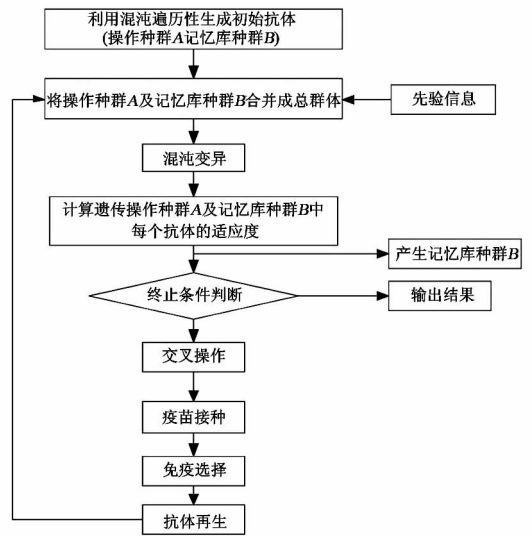 利用混沌遍历性生成初始抗体
(操作种群A记忆库种群B)
将操作种群A及记忆库种群B合并成总群体
先验信息
混沌变异
计算遗传操作种群A及记忆库种群B中
每个抗体的适应度
产生记忆库种群B
终止条件判断
输出结果
交叉操作
疫苗接种
免疫选择
抗体再生